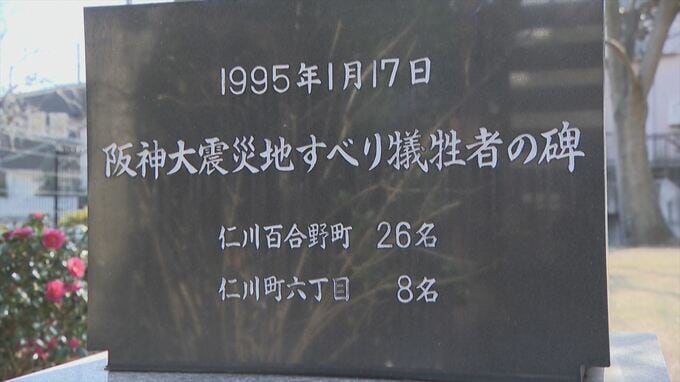 1995年1月17日
阪神大震災地すべり犠牲者の碑
仁川百合野町 26名
仁川町六丁目 8名